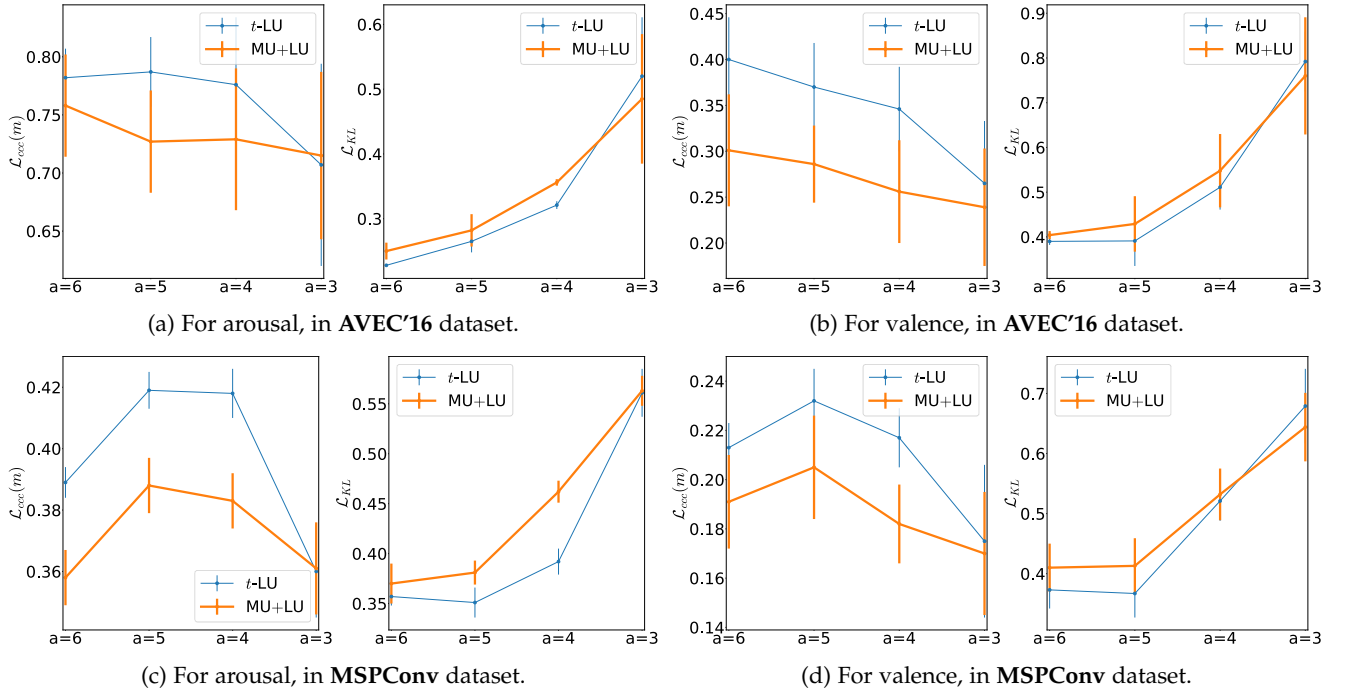 0.80
0.75
0.70
0.65
ℒccc(m)
t-LU
MU+LU
a=6 a=5 a=4 a=3
0.6
0.5
0.4
0.3
ℒKL
t-LU
MU+LU
a=6 a=5 a=4 a=3
(a) For arousal, in AVEC'16 dataset.
0.45
0.40
0.35
0.30
0.25
0.20
ℒccc(m)
t-LU
MU+LU
a=6 a=5 a=4 a=3
0.9
0.8
0.7
0.6
0.5
0.4
ℒKL
t-LU
MU+LU
a=6 a=5 a=4 a=3
(b) For valence, in AVEC'16 dataset.
0.42
0.40
0.38
0.36
ℒccc(m)
t-LU
MU+LU
a=6 a=5 a=4 a=3
0.55
0.50
0.45
0.40
0.35
ℒKL
t-LU
MU+LU
a=6 a=5 a=4 a=3
(c) For arousal, in MSPConv dataset.
0.24
0.22
0.20
0.18
0.16
0.14
ℒccc(m)
t-LU
MU+LU
a=6 a=5 a=4 a=3
0.7
0.6
0.5
0.4
ℒKL
t-LU
MU+LU
a=6 a=5 a=4 a=3
(d) For valence, in MSPConv dataset.